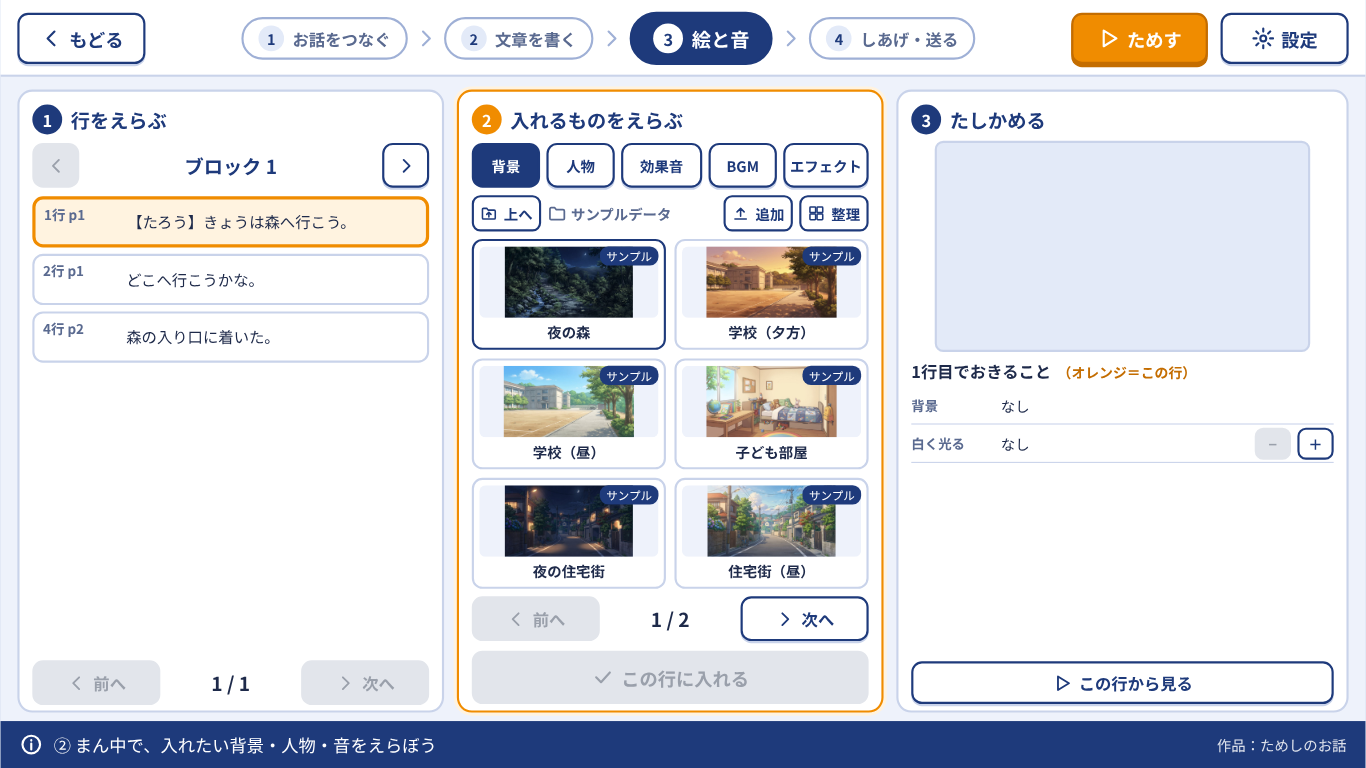 もどる
1 お話をつなぐ
2 文章を書く
3 絵と音
4 しあげ・送る
ためす
設定
1 行をえらぶ
ブロック 1
1行 p1 【たろう】きょうは森へ行こう。
2行 p1 どこへ行こうかな。
4行 p2 森の入り口に着いた。
前へ 1 / 1 次へ
2 入れるものをえらぶ
背景 人物 効果音 BGM エフェクト
上へ サンプルデータ 追加 整理
サンプル サンプル
夜の森 学校（夕方）
サンプル サンプル
学校（昼） 子ども部屋
サンプル サンプル
夜の住宅街 住宅街（昼）
前へ 1 / 2 次へ
この行に入れる
3 たしかめる
1行目でおきること （オレンジ＝この行）
背景 なし
白く光る なし − +
この行から見る
② まん中で、入れたい背景・人物・音をえらぼう
作品：ためしのお話